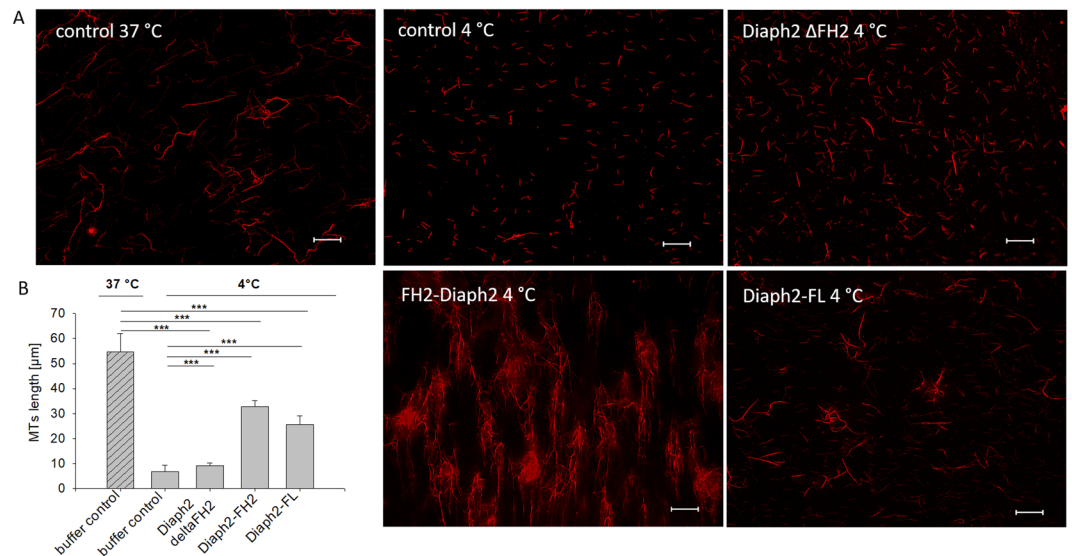 A
control 37 °C
control 4 °C
Diaph2 ΔFH2 4 °C
FH2-Diaph2 4 °C
Diaph2-FL 4 °C
B
37 °C
4°C
***
***
***
***
***
***
MTs length [µm]
70
60
50
40
30
20
10
0
buffer control
buffer control
Diaph2
deltaFH2
Diaph2-FH2
Diaph2-FL